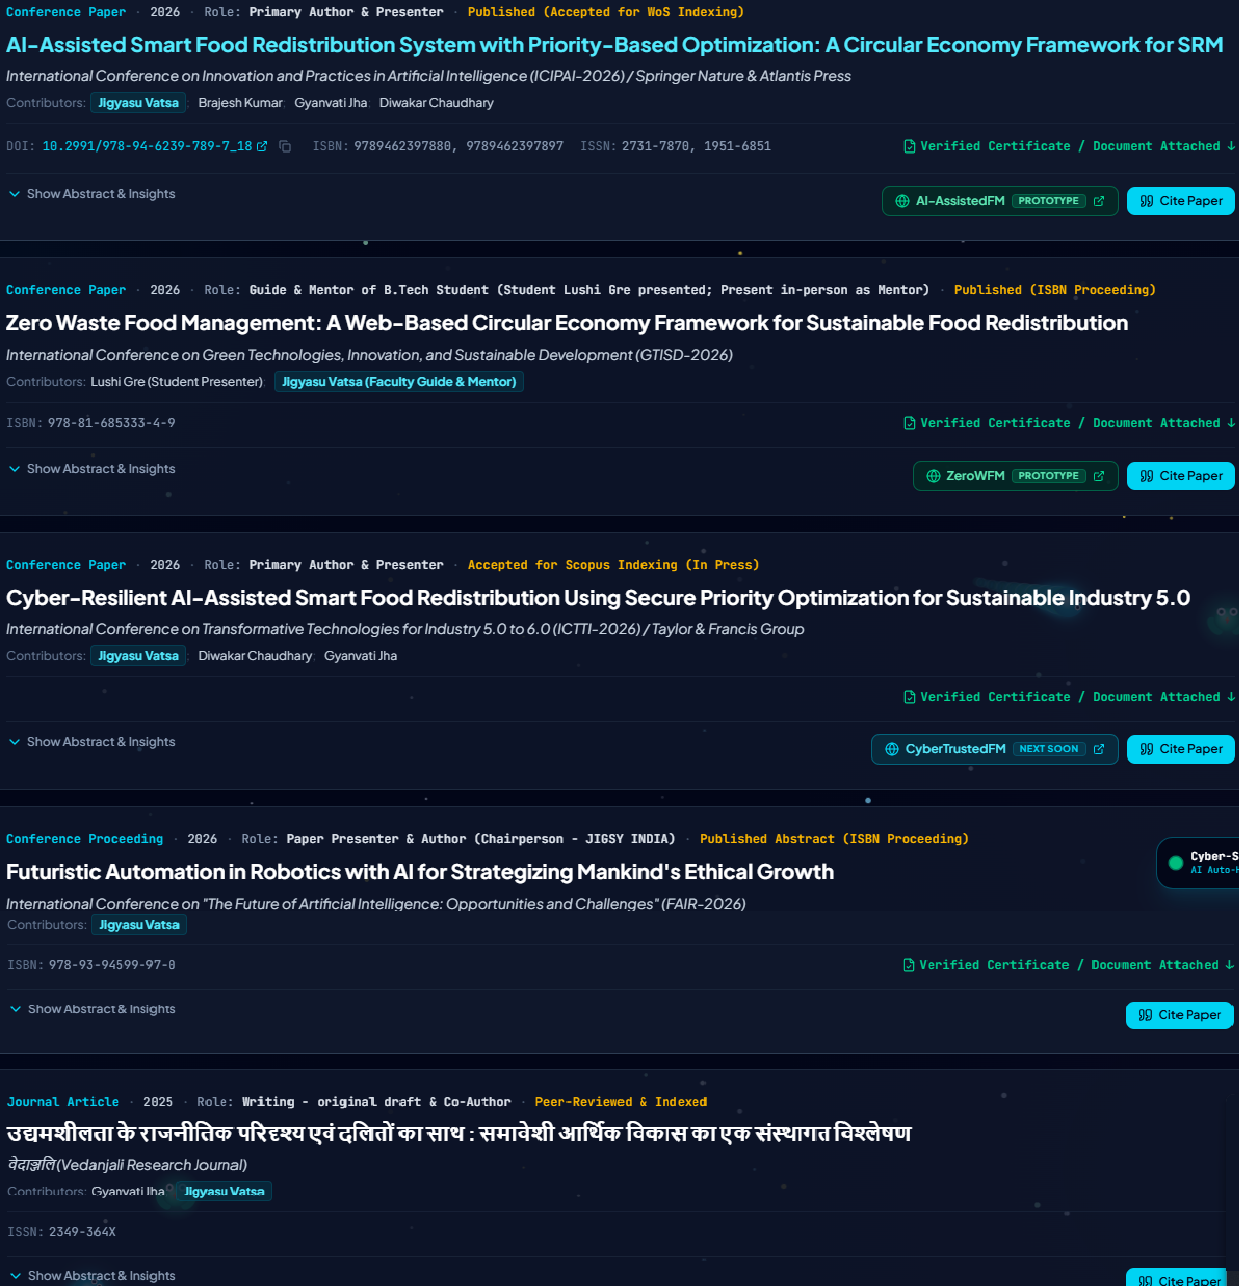 Conference Paper · 2026 · Role: Primary Author & Presenter · Published (Accepted for WoS Indexing)
AI-Assisted Smart Food Redistribution System with Priority-Based Optimization: A Circular Economy Framework for SRM
International Conference on Innovation and Practices in Artificial Intelligence (ICIPAI-2026) / Springer Nature & Atlantis Press
Contributors: Jigyasu Vatsa; Brajesh Kumar; Gyanvati Jha; Diwakar Chaudhary
DOI: 10.2991/978-94-6239-789-7_18 ISBN: 9789462397880, 9789462397897 ISSN: 2731-7870, 1951-6851 Verified Certificate / Document Attached ↓
Show Abstract & Insights
AI-AssistedFM PROTOTYPE Cite Paper
Conference Paper · 2026 · Role: Guide & Mentor of B.Tech Student (Student Lushi Gre presented; Present in-person as Mentor) · Published (ISBN Proceeding)
Zero Waste Food Management: A Web-Based Circular Economy Framework for Sustainable Food Redistribution
International Conference on Green Technologies, Innovation, and Sustainable Development (GTISD-2026)
Contributors: Lushi Gre (Student Presenter); Jigyasu Vatsa (Faculty Guide & Mentor)
ISBN: 978-81-685333-4-9 Verified Certificate / Document Attached ↓
Show Abstract & Insights
ZeroWFM PROTOTYPE Cite Paper
Conference Paper · 2026 · Role: Primary Author & Presenter · Accepted for Scopus Indexing (In Press)
Cyber-Resilient AI-Assisted Smart Food Redistribution Using Secure Priority Optimization for Sustainable Industry 5.0
International Conference on Transformative Technologies for Industry 5.0 to 6.0 (ICTTI-2026) / Taylor & Francis Group
Contributors: Jigyasu Vatsa; Diwakar Chaudhary; Gyanvati Jha
Verified Certificate / Document Attached ↓
Show Abstract & Insights
CyberTrustedFM NEXT SOON Cite Paper
Conference Proceeding · 2026 · Role: Paper Presenter & Author (Chairperson - JIGSY INDIA) · Published Abstract (ISBN Proceeding)
Cyber-S
AI Auto-
Futuristic Automation in Robotics with AI for Strategizing Mankind's Ethical Growth
International Conference on "The Future of Artificial Intelligence: Opportunities and Challenges" (FAIR-2026)
Contributors: Jigyasu Vatsa
ISBN: 978-93-94599-97-0 Verified Certificate / Document Attached ↓
Show Abstract & Insights
Cite Paper
Journal Article · 2025 · Role: Writing - original draft & Co-Author · Peer-Reviewed & Indexed
उद्यमशीलता के राजनीतिक परिदृश्य एवं दलितों का साथ : समावेशी आर्थिक विकास का एक संस्थागत विश्लेषण
वेदाञ्जलि (Vedanjali Research Journal)
Contributors: Gyanvati Jha; Jigyasu Vatsa
ISSN: 2349-364X
Show Abstract & Insights
Cite Paper